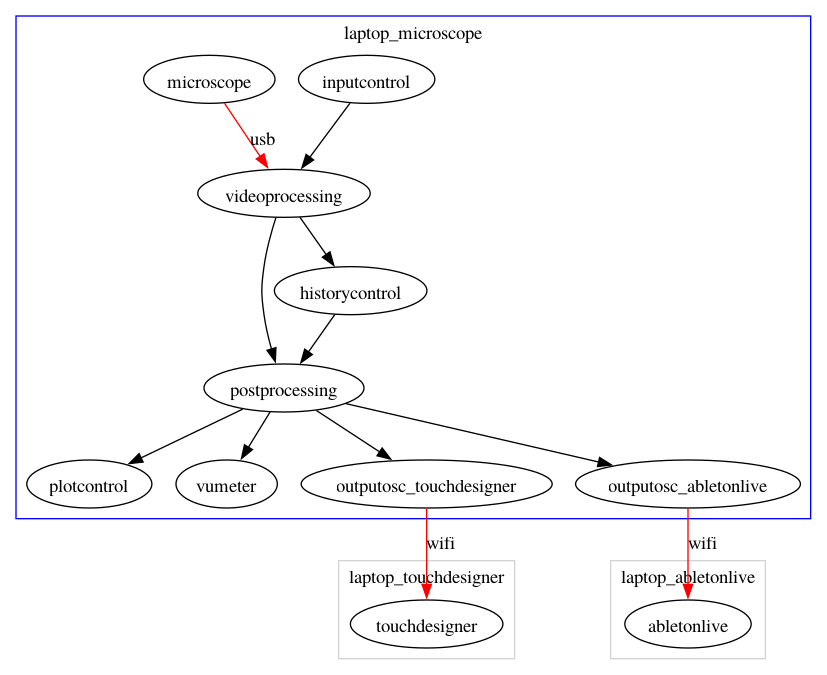 laptop_microscope
microscope
inputcontrol
usb
videoprocessing
historycontrol
postprocessing
plotcontrol
vumeter
outputosc_touchdesigner
outputosc_abletonlive
wifi
wifi
laptop_touchdesigner
laptop_abletonlive
touchdesigner
abletonlive